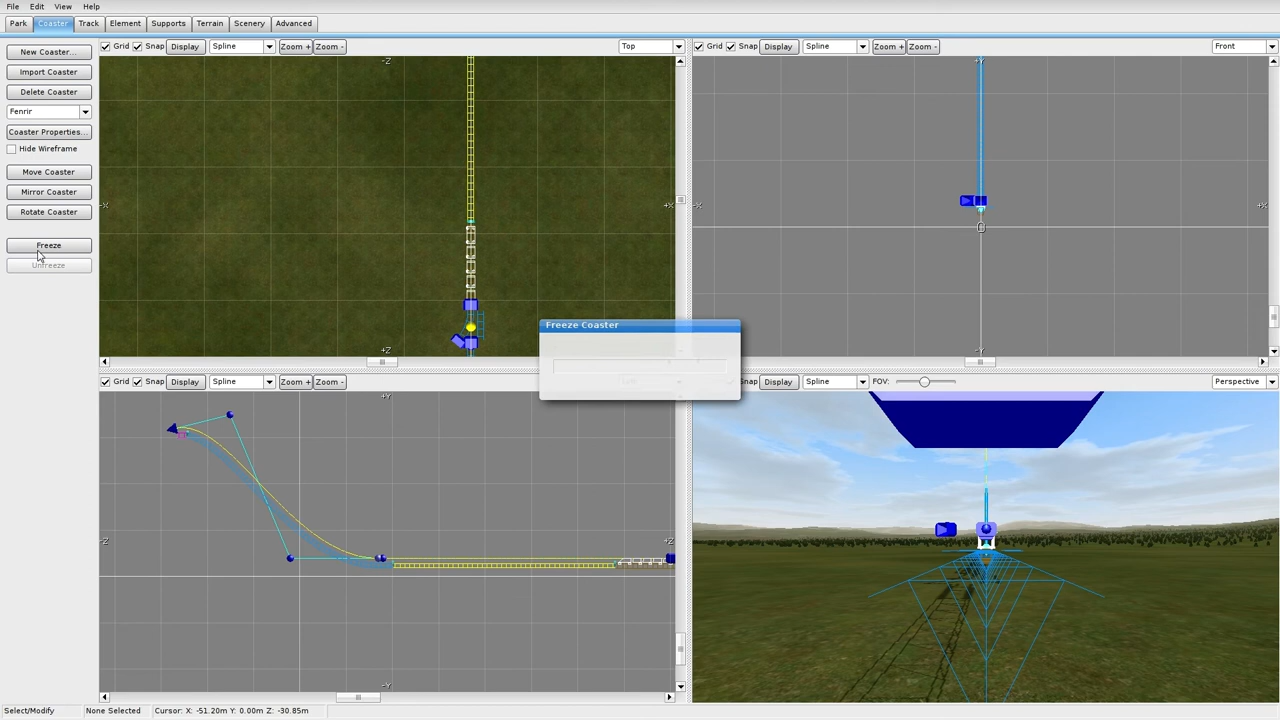 File Edit View Help
Park Coaster Track Element Supports Terrain Scenery Advanced
New Coaster...
Import Coaster
Delete Coaster
Fenrir
Coaster Properties...
Hide Wireframe
Move Coaster
Mirror Coaster
Rotate Coaster
Freeze
Unfreeze
Grid Snap Display Spline Zoom + Zoom - Top
-Z
-X +X
+Z
Grid Snap Display Spline Zoom + Zoom - Front
+Y
-X +X
-Y
Freeze Coaster
Grid Snap Display Spline Zoom + Zoom -
+Y
-Z +Z
-Y
Snap Display Spline FOV: Perspective
Select/Modify None Selected Cursor: X: -51.20m Y: 0.00m Z: -30.85m